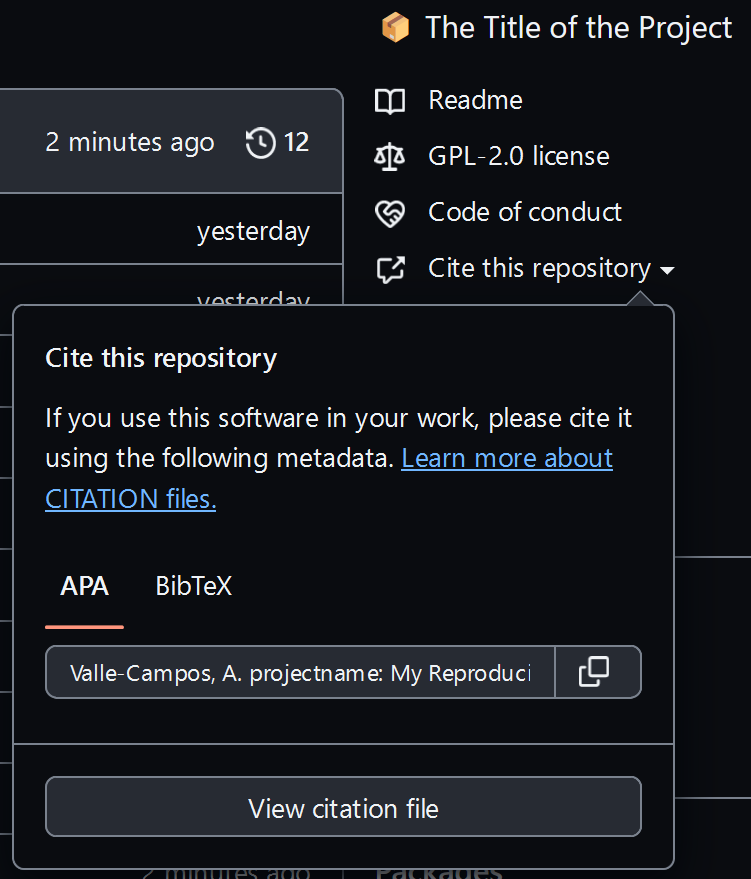 The Title of the Project
Readme
2 minutes ago 12
GPL-2.0 license
yesterday
Code of conduct
Cite this repository
yesterday
Cite this repository
If you use this software in your work, please cite it
using the following metadata. Learn more about
CITATION files.
APA BibTeX
Valle-Campos, A. projectname: My Reproduci
View citation file
2 minutes ago
Packages